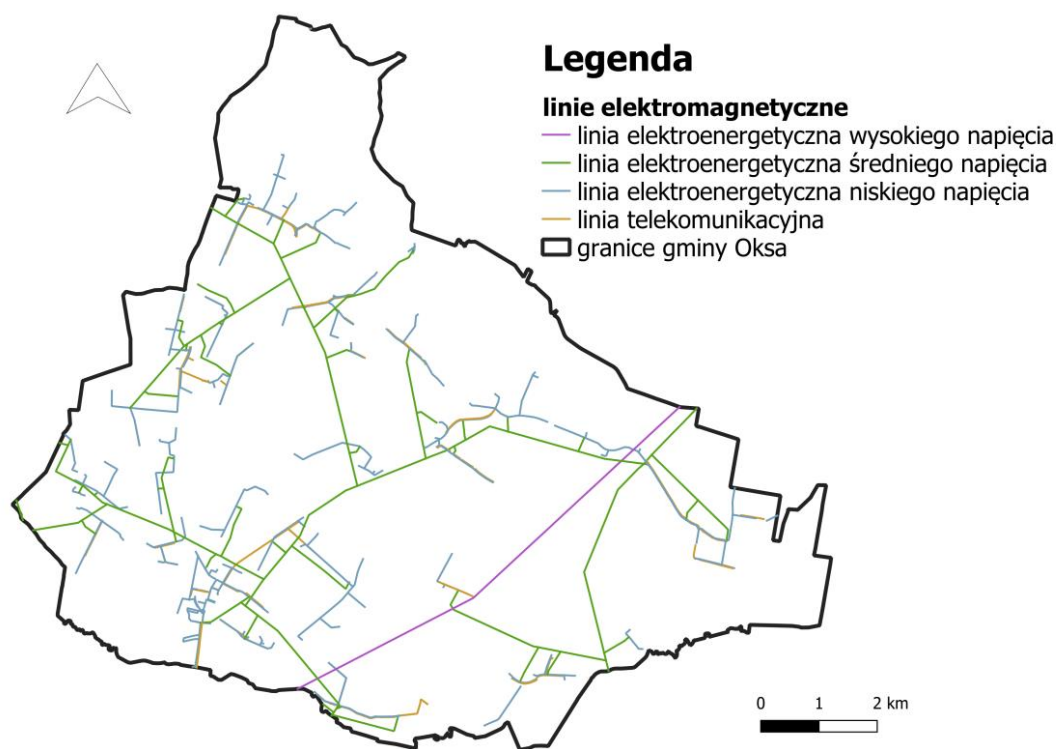 Legenda
linie elektromagnetyczne
linia elektroenergetyczna wysokiego napięcia
linia elektroenergetyczna średniego napięcia
linia elektroenergetyczna niskiego napięcia
linia telekomunikacyjna
granice gminy Oksa
0 1 2 km